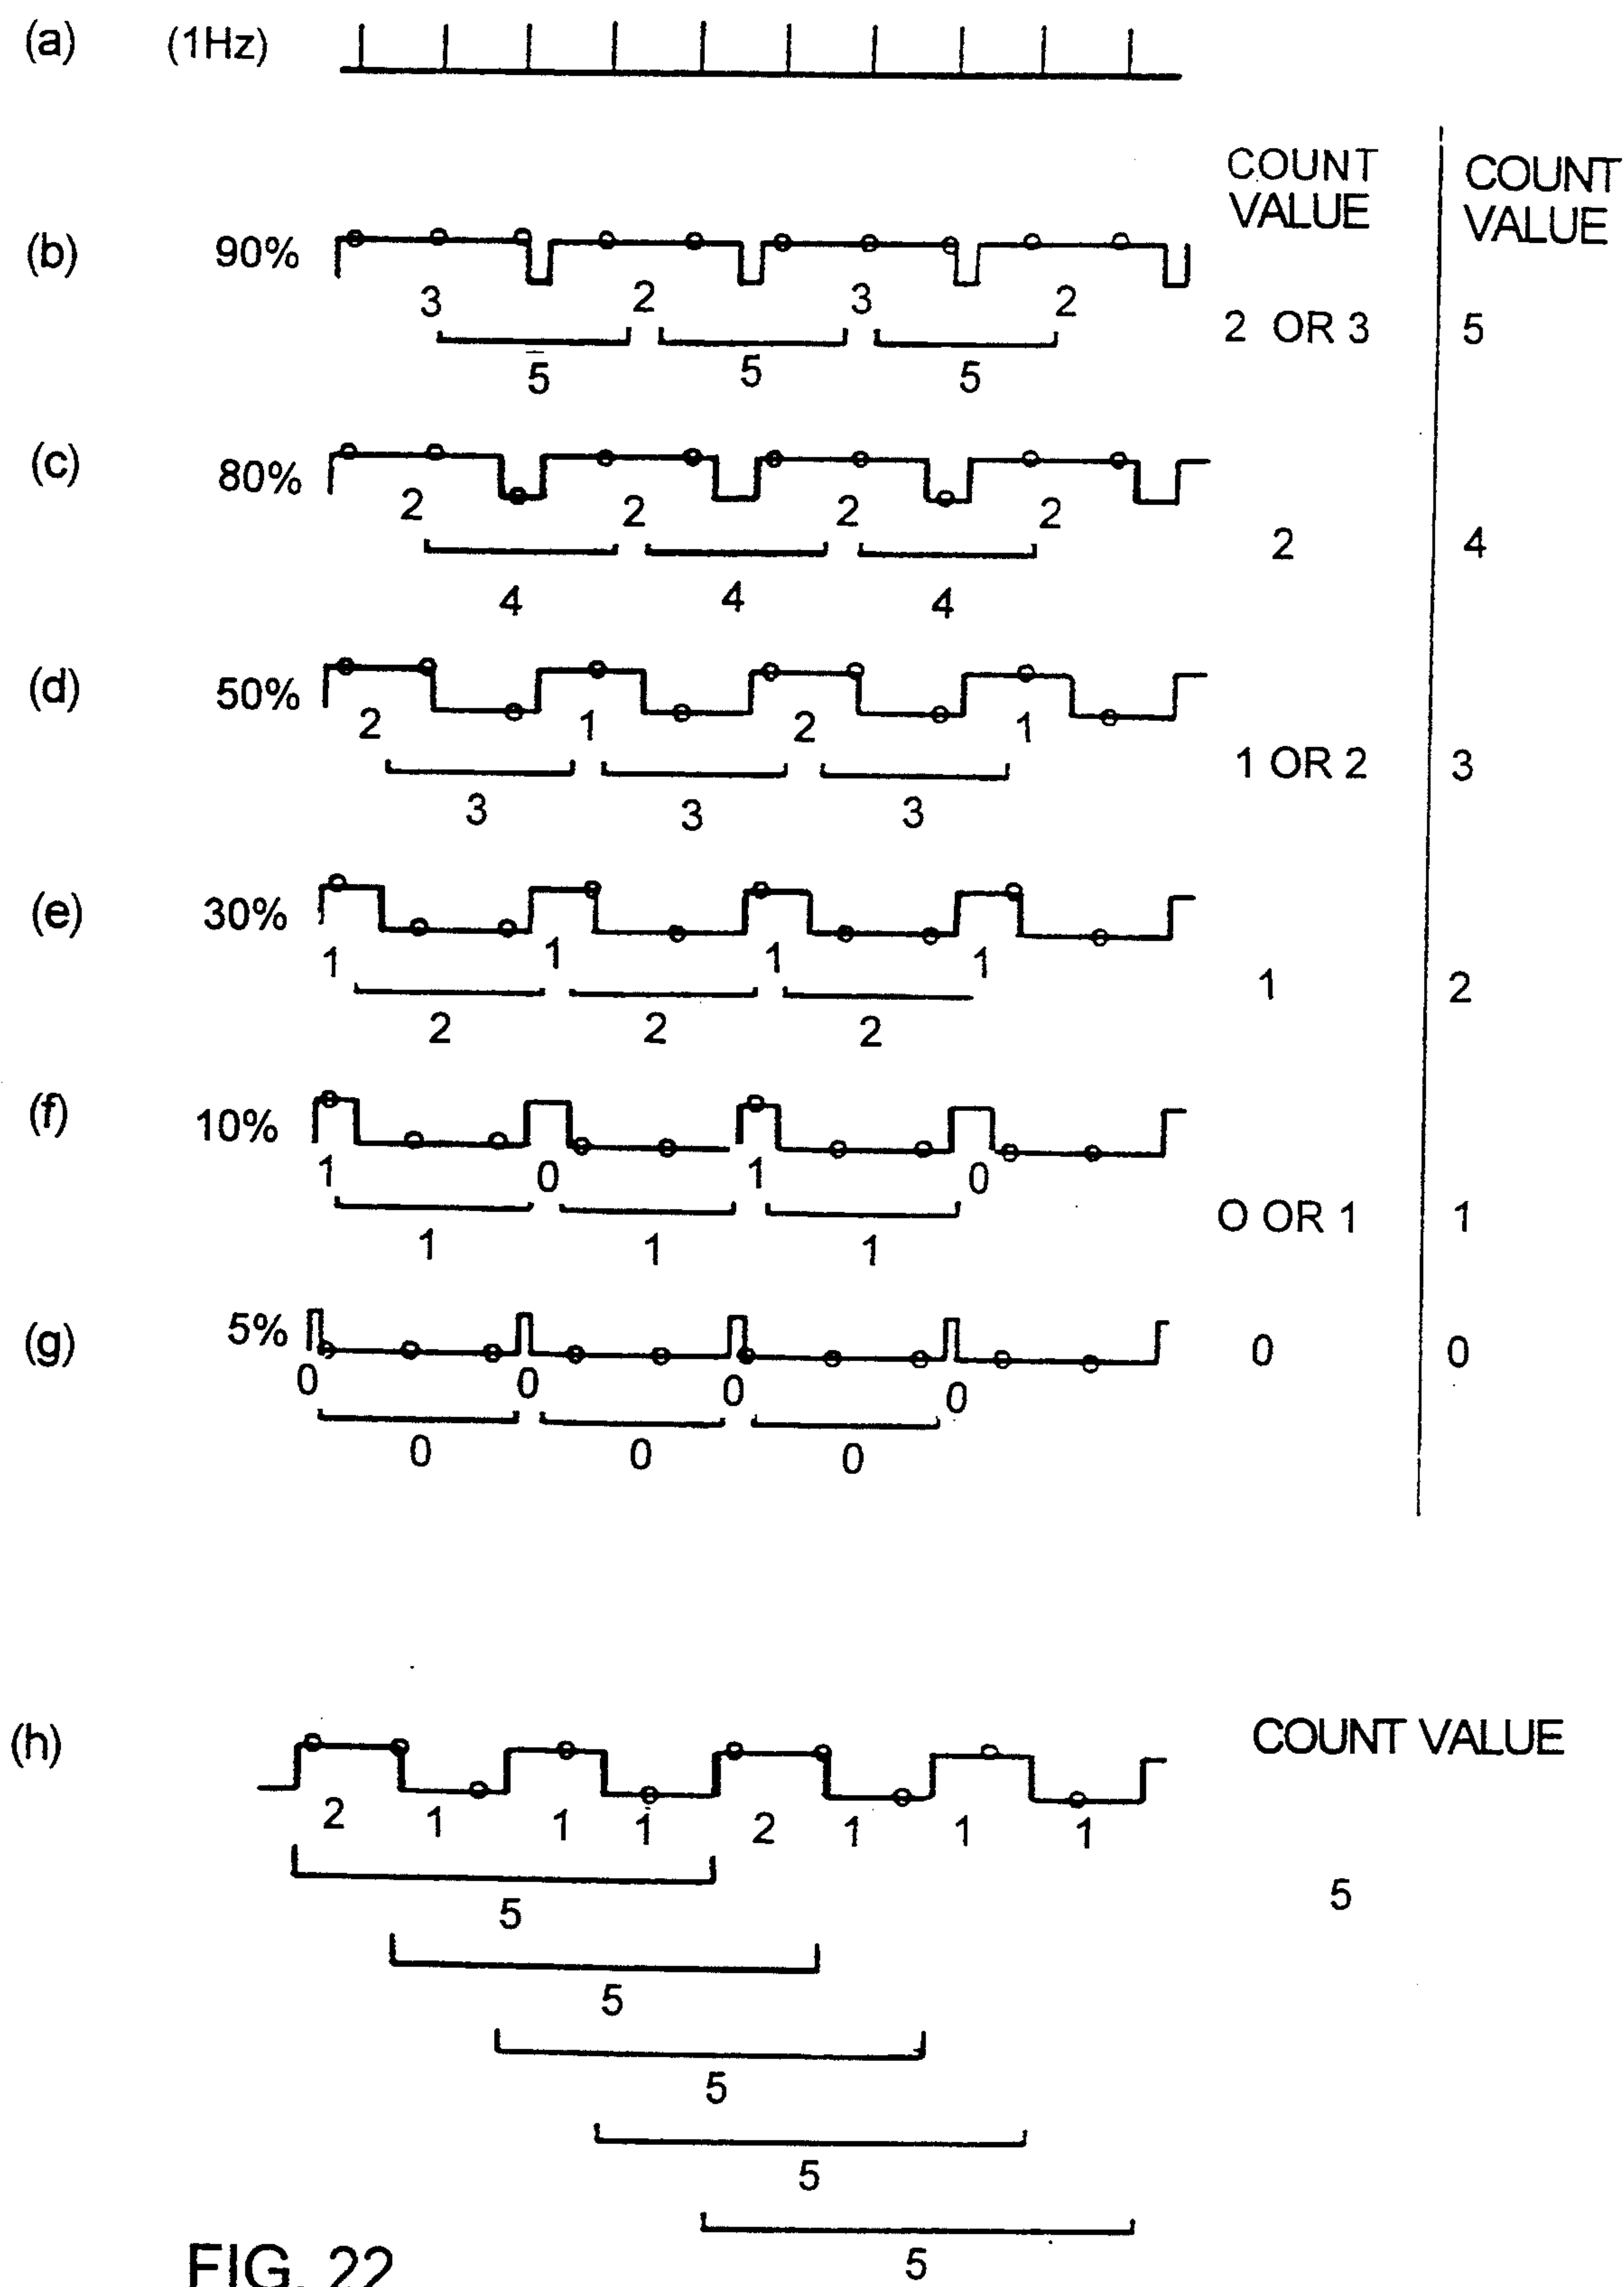 (a) (1Hz)
COUNT VALUE COUNT VALUE
(b) 90%
3 2 3 2
2 OR 3 5
5 5 5
(c) 80%
2 2 2 2
2 4
4 4 4
(d) 50%
2 1 2 1
1 OR 2 3
3 3 3
(e) 30%
1 1 1 1
1 2
2 2 2
(f) 10%
1 0 1 0
0 OR 1 1
1 1 1
(g) 5% 0 0
0 0 0 0
0 0 0
(h) COUNT VALUE
2 1 1 1 2 1 1 1
5
5
5
5
5
5
FIG. 22